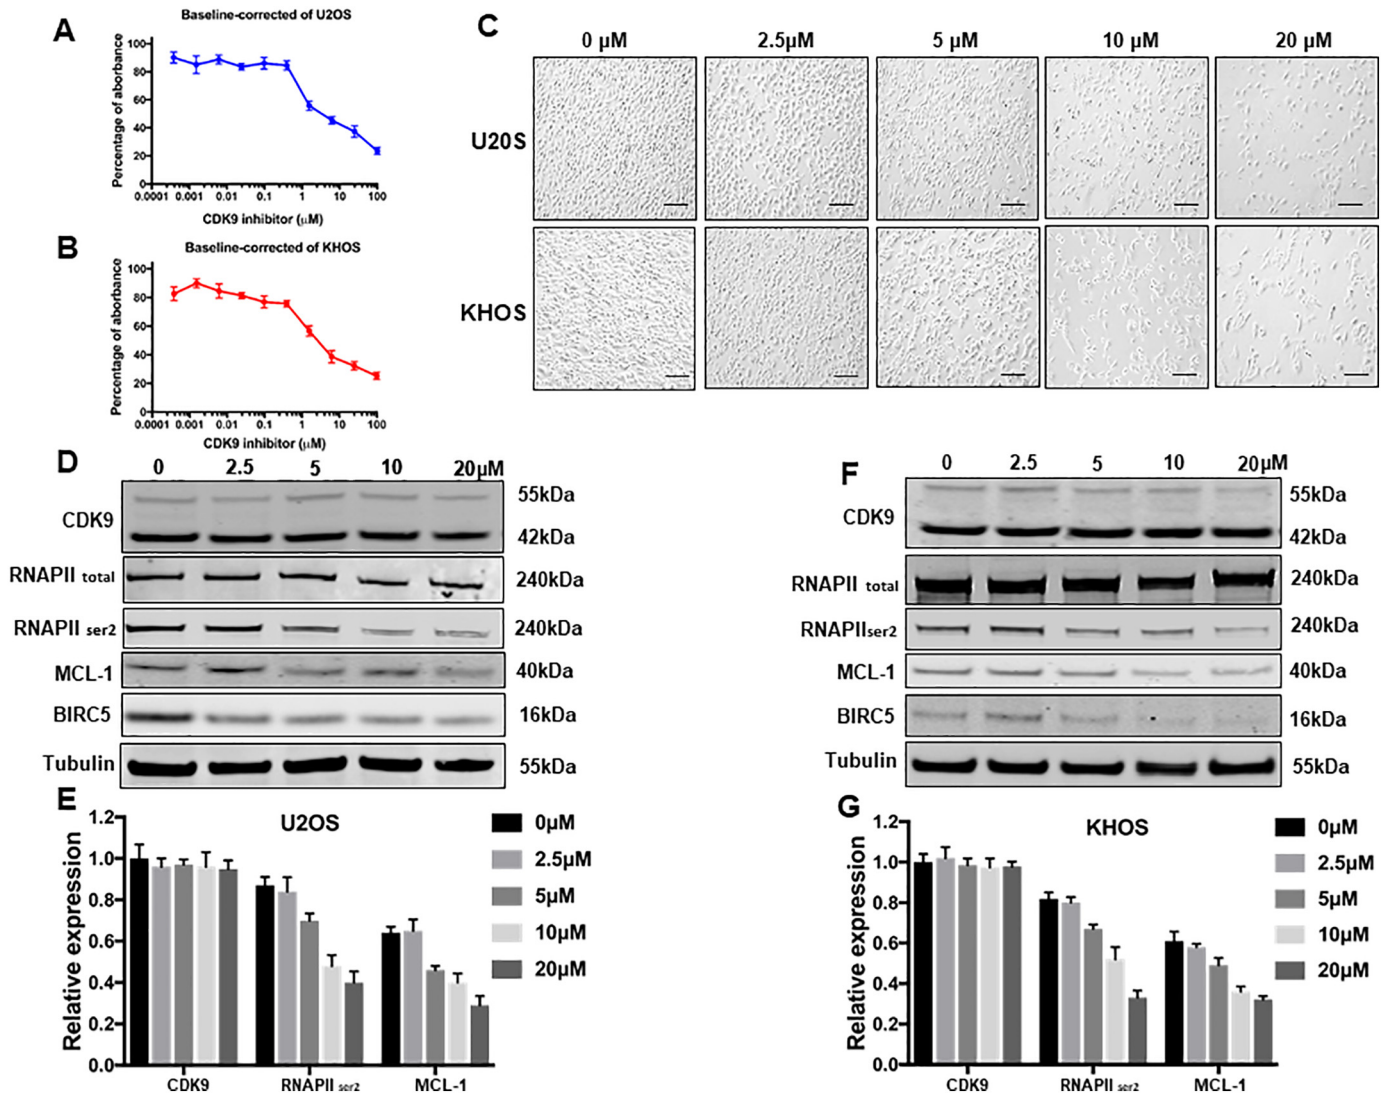 A
Baseline-corrected of U2OS
Percentage of absorbance
100
80
60
40
20
0
0.0001 0.001 0.01 0.1 1 10 100
CDK9 inhibitor (μM)
B
Baseline-corrected of KHOS
Percentage of absorbance
100
80
60
40
20
0
0.0001 0.001 0.01 0.1 1 10 100
CDK9 inhibitor (μM)
C
0 μM 2.5μM 5 μM 10 μM 20 μM
U20S
KHOS
D
0 2.5 5 10 20μM
CDK9
55kDa
42kDa
RNAPII total 240kDa
RNAPII ser2 240kDa
MCL-1 40kDa
BIRC5 16kDa
Tubulin 55kDa
E
U2OS
Relative expression
1.2
1.0
0.8
0.6
0.4
0.2
0.0
CDK9 RNAPII ser2 MCL-1
0μM
2.5μM
5μM
10μM
20μM
F
0 2.5 5 10 20μM
CDK9
55kDa
42kDa
RNAPII total 240kDa
RNAPIIser2 240kDa
MCL-1 40kDa
BIRC5 16kDa
Tubulin 55kDa
G
KHOS
Relative expression
1.2
1.0
0.8
0.6
0.4
0.2
0.0
CDK9 RNAPII ser2 MCL-1
0μM
2.5μM
5μM
10μM
20μM